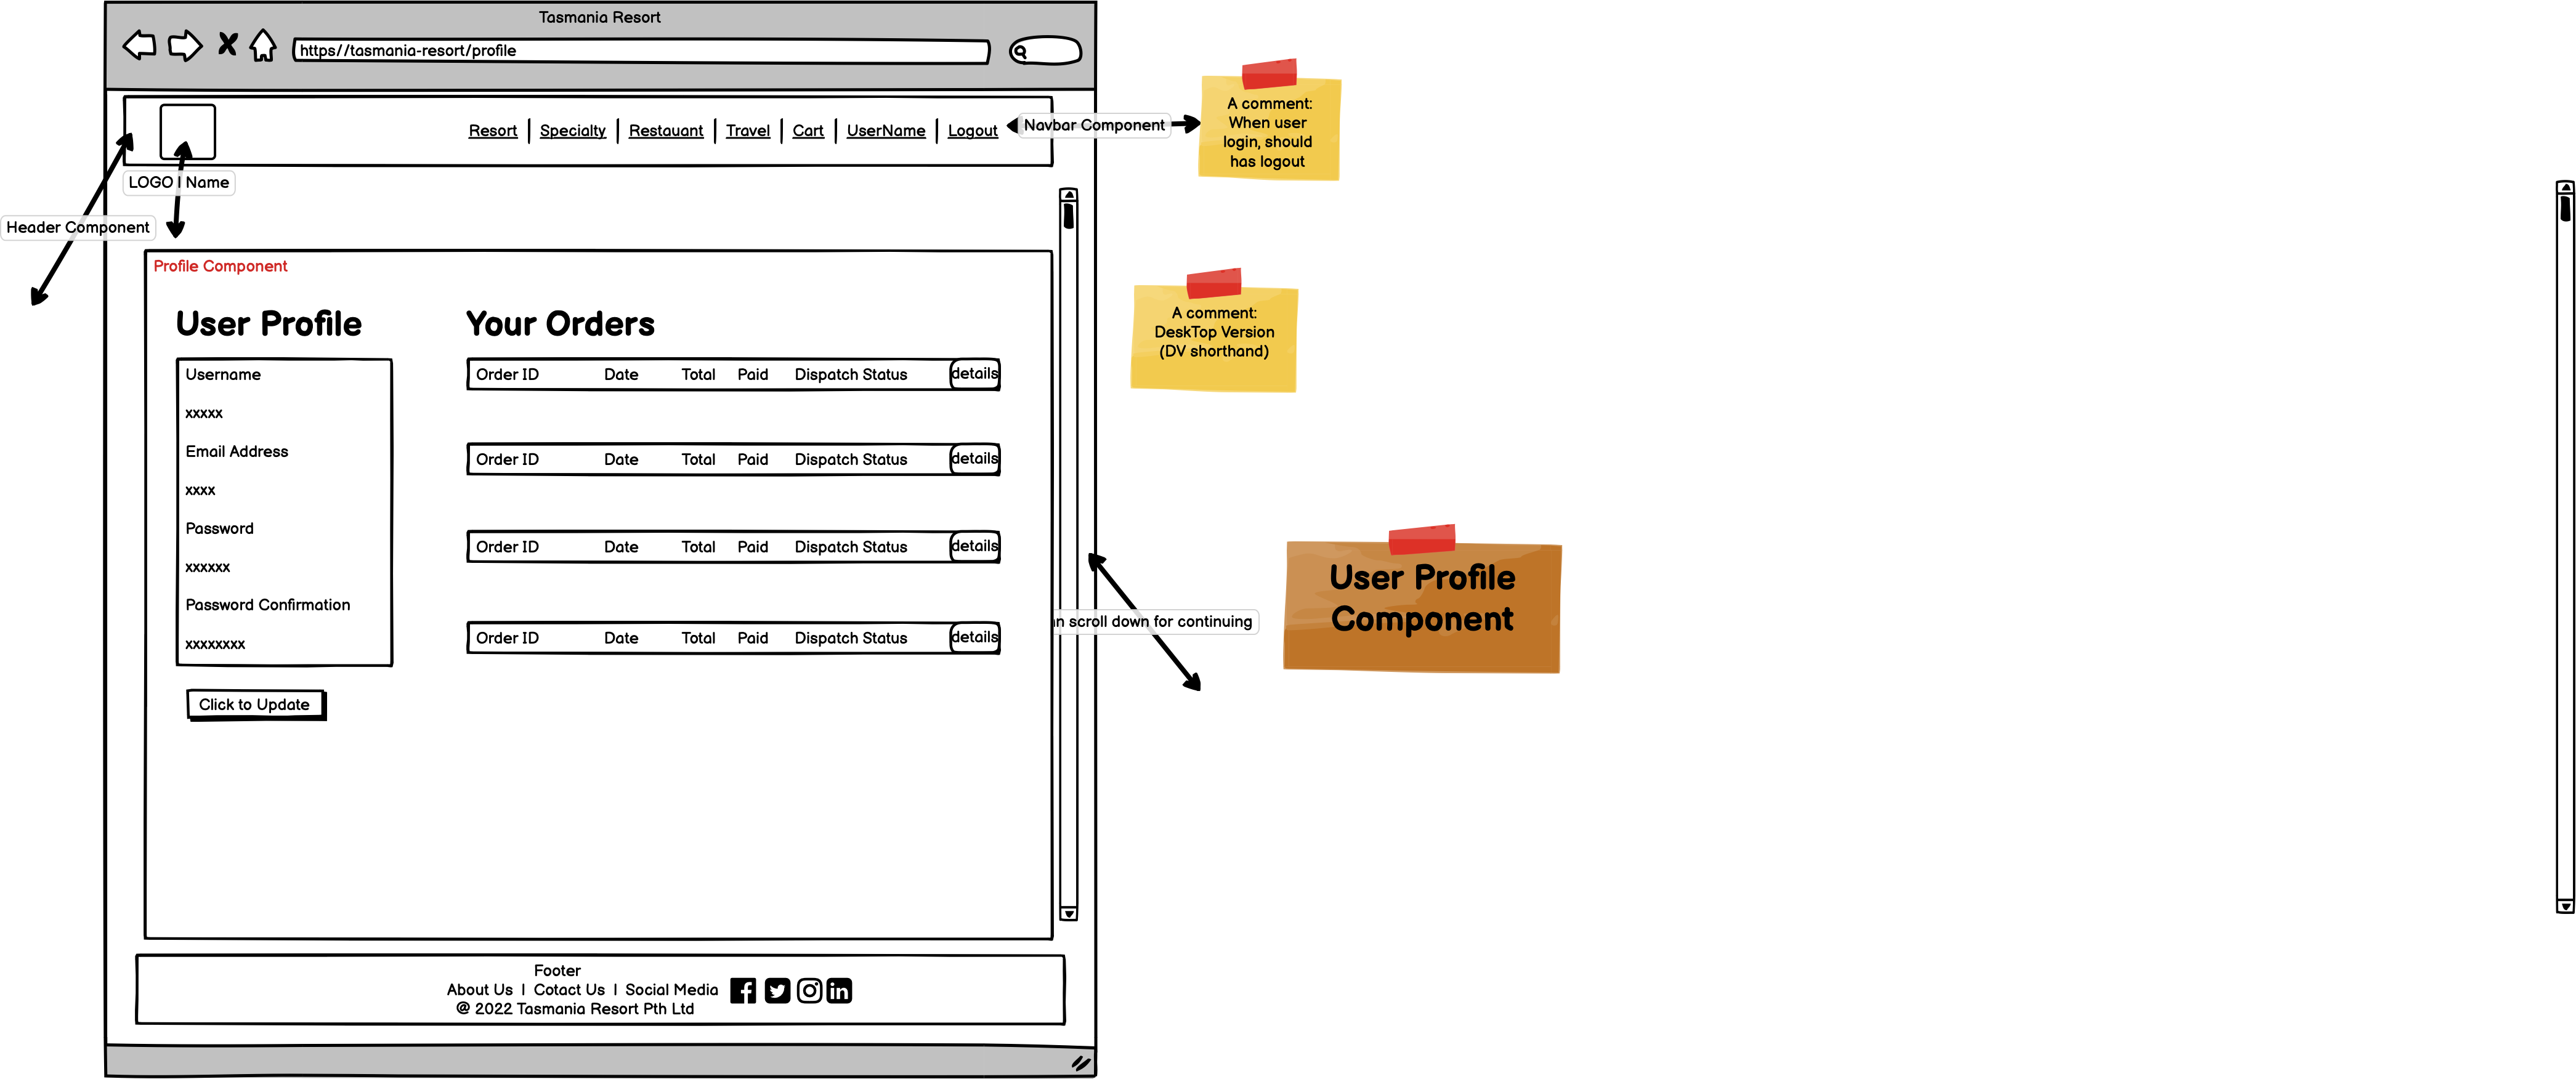 Tasmania Resort
https//tasmania-resort/profile
Resort | Specialty | Restauant | Travel | Cart | UserName | Logout
Navbar Component
A comment:
When user
login, should
has logout
LOGO | Name
Header Component
Profile Component
A comment:
DeskTop Version
(DV shorthand)
User Profile
Username
xxxxx
Email Address
xxxx
Password
xxxxxx
Password Confirmation
xxxxxxxx
Click to Update
Your Orders
Order ID Date Total Paid Dispatch Status details
Order ID Date Total Paid Dispatch Status details
Order ID Date Total Paid Dispatch Status details
Order ID Date Total Paid Dispatch Status details
scroll down for continuing
User Profile
Component
Footer
About Us | Cotact Us | Social Media
@ 2022 Tasmania Resort Pth Ltd